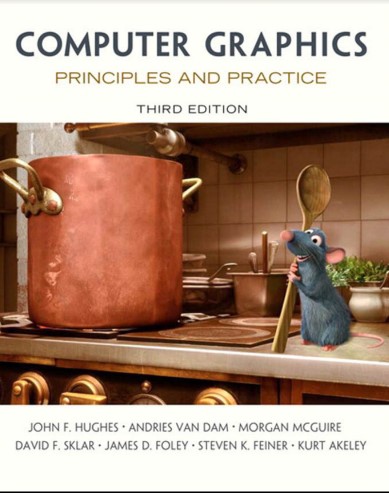 COMPUTER GRAPHICS
PRINCIPLES AND PRACTICE
THIRD EDITION
JOHN F. HUGHES • ANDRIES VAN DAM • MORGAN MCGUIRE
DAVID F. SKLAR • JAMES D. FOLEY • STEVEN K. FEINER • KURT AKELEY